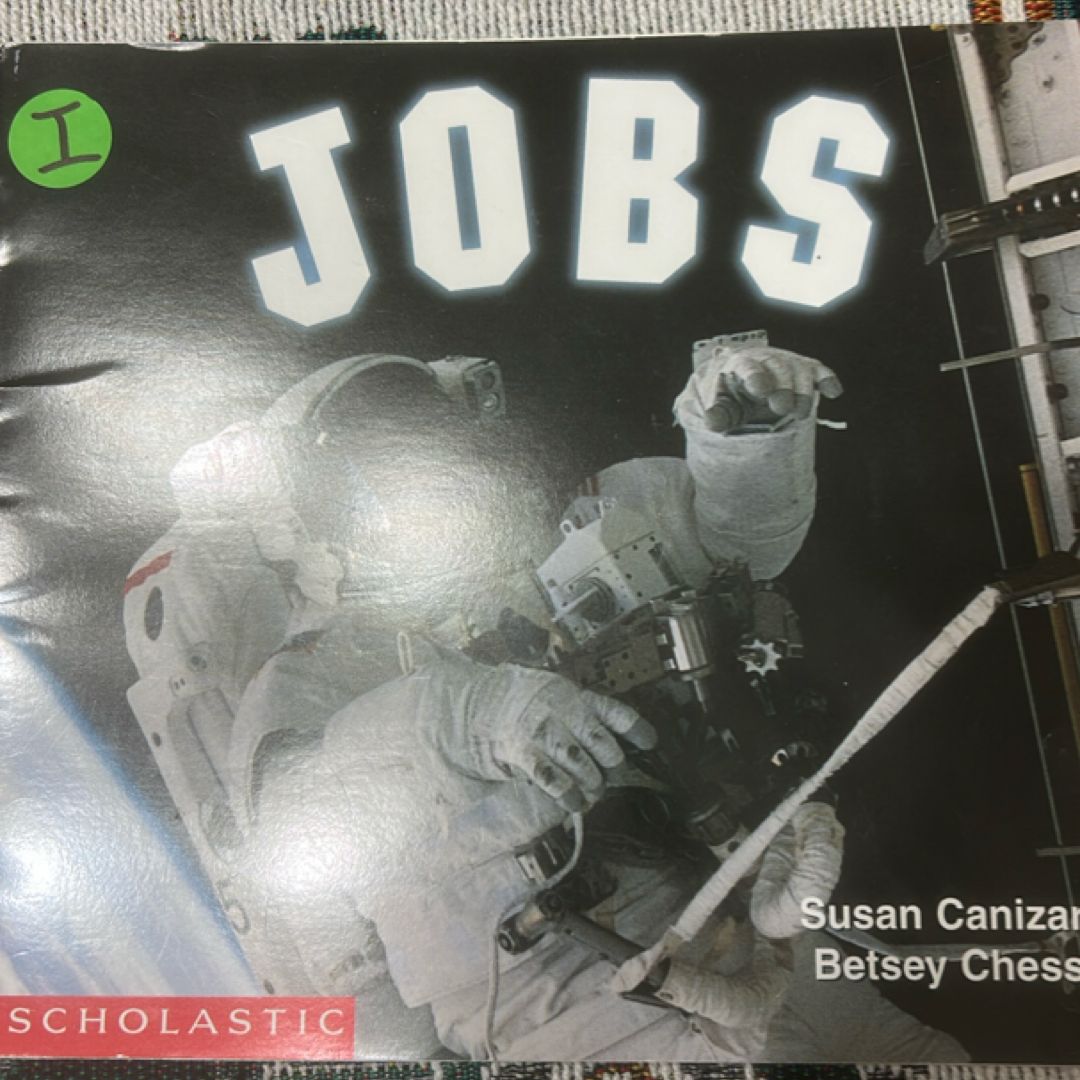 I
JOBS
Susan Canizar
Betsey Chess
SCHOLASTIC